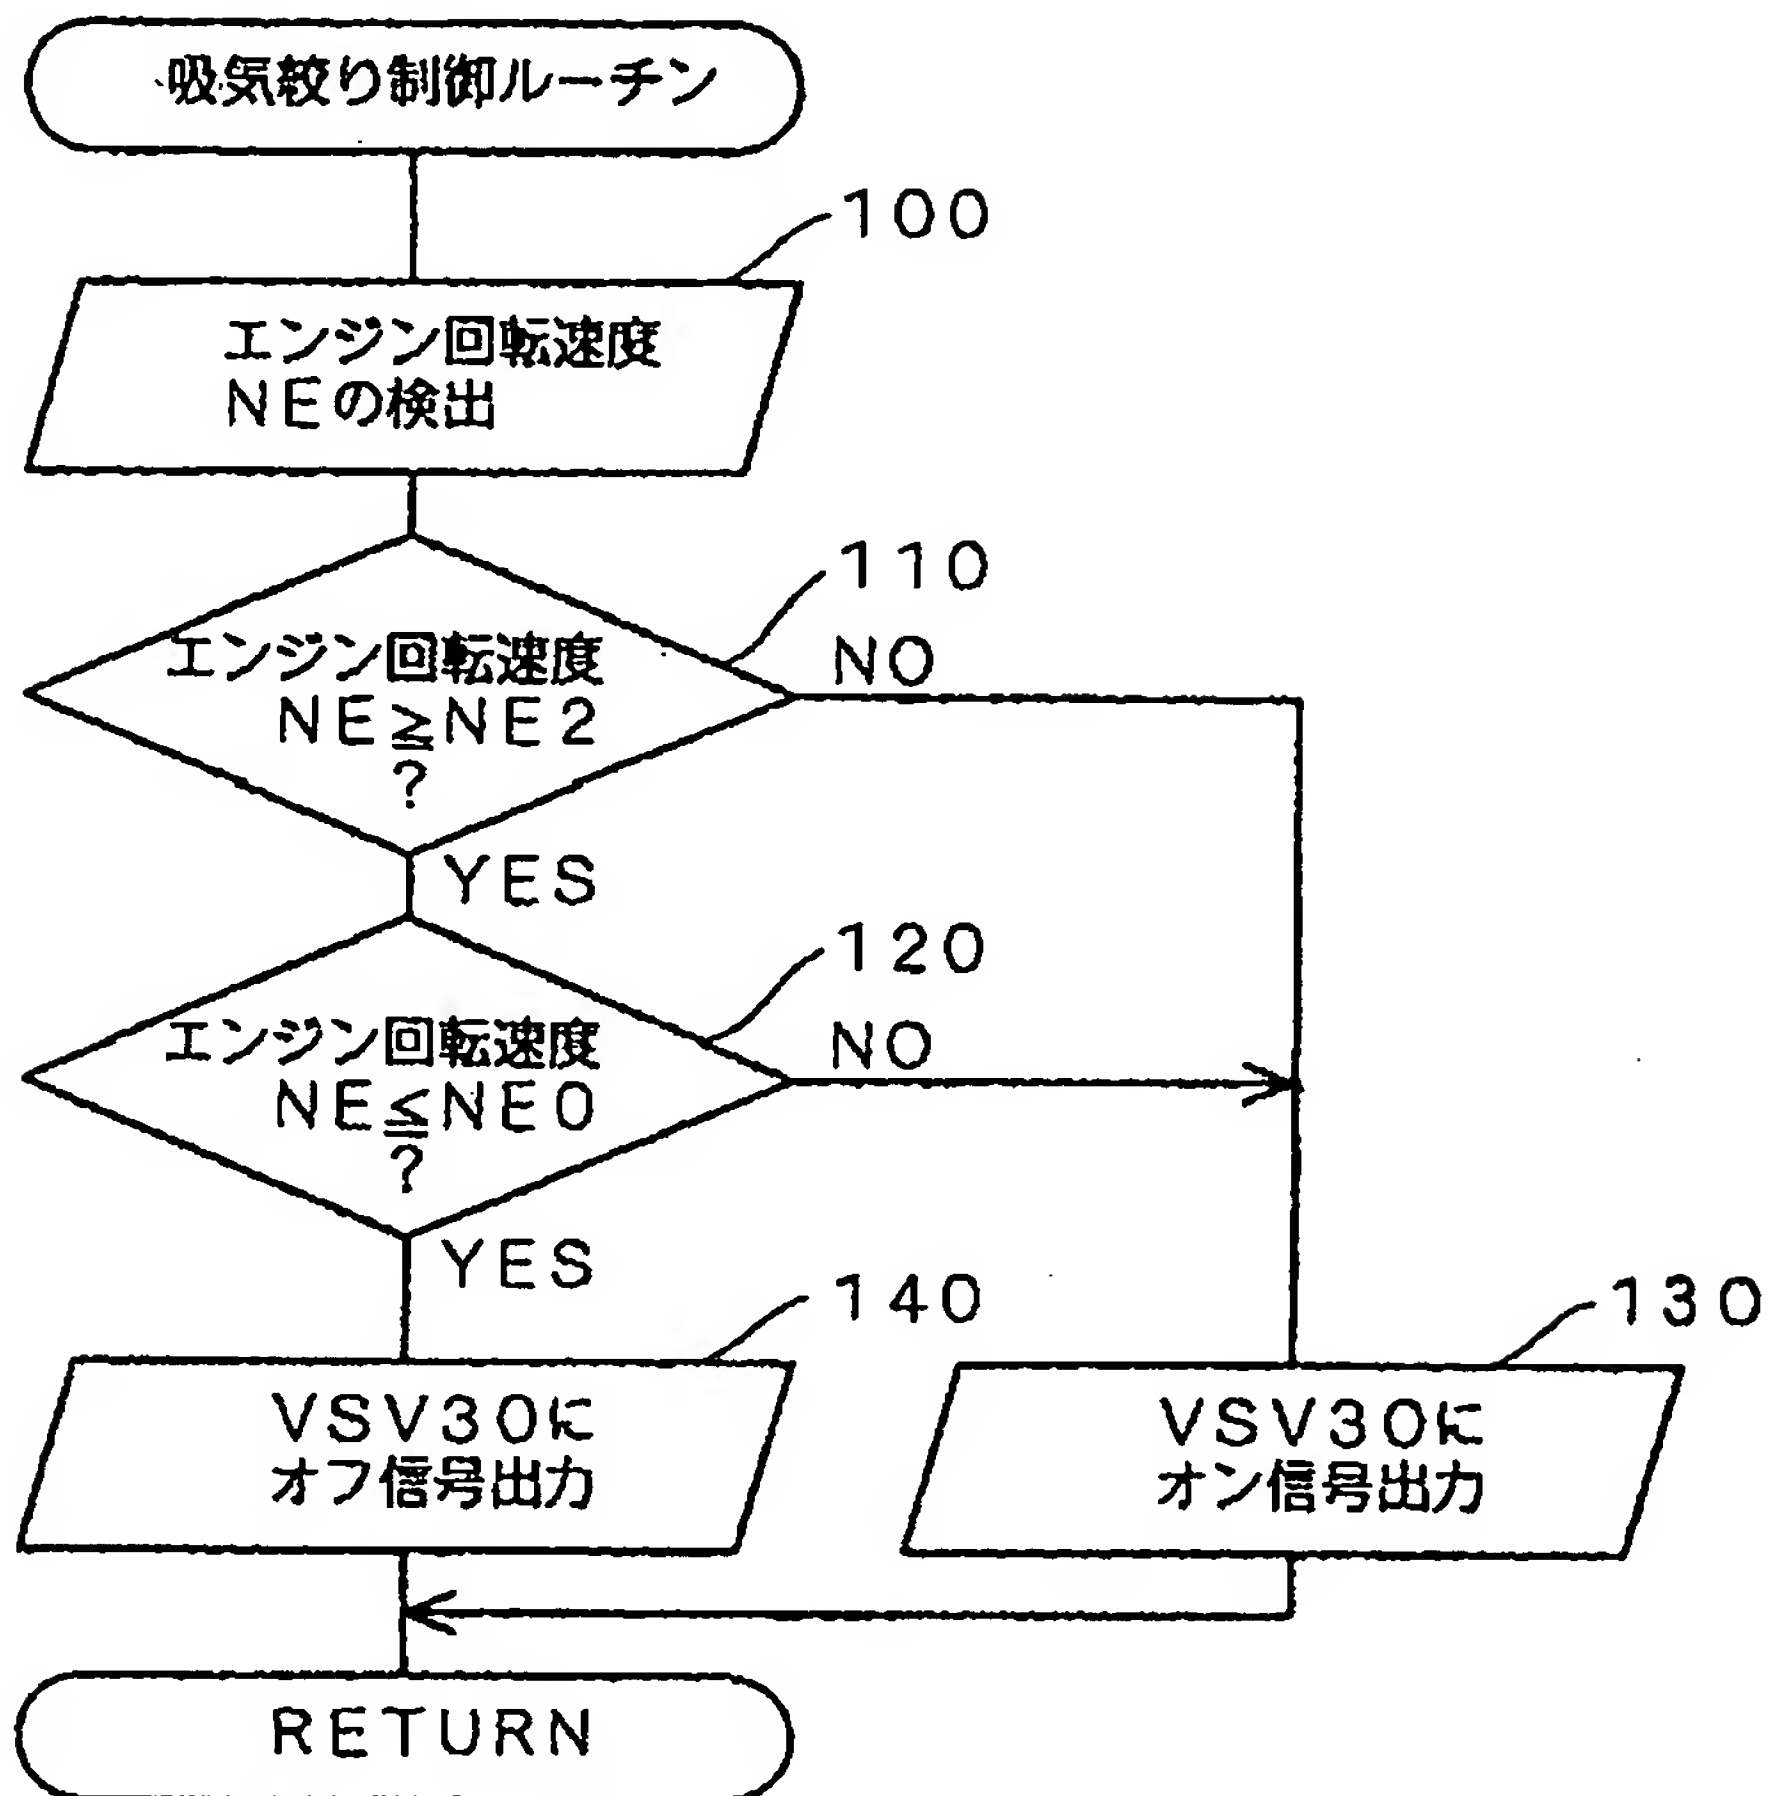 吸気絞り制御ルーチン
100
エンジン回転速度
NEの検出
110
エンジン回転速度
NE≧NE2
?
NO
YES
120
エンジン回転速度
NE≦NE0
?
NO
YES
140
VSV30に
オフ信号出力
130
VSV30に
オン信号出力
RETURN